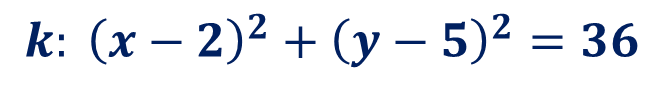 k: (x − 2)² + (y − 5)² = 36